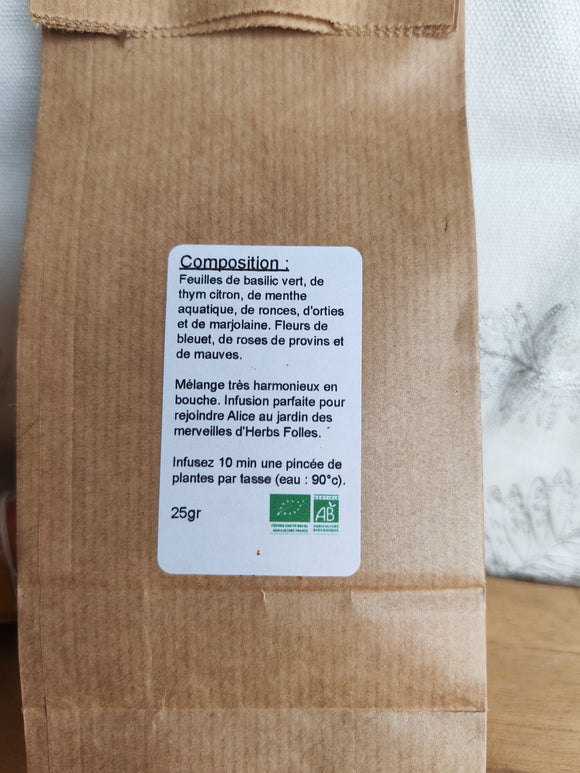 Composition :
Feuilles de basilic vert, de
thym citron, de menthe
aquatique, de ronces, d'orties
et de marjolaine. Fleurs de
bleuet, de roses de provins et
de mauves.
Mélange très harmonieux en
bouche. Infusion parfaite pour
rejoindre Alice au jardin des
merveilles d'Herbs Folles.
Infusez 10 min une pincée de
plantes par tasse (eau : 90°c).
25gr
CERTIFIÉ
AB
AGRICULTURE
BIOLOGIQUE
AGRICULTURE FRANCE